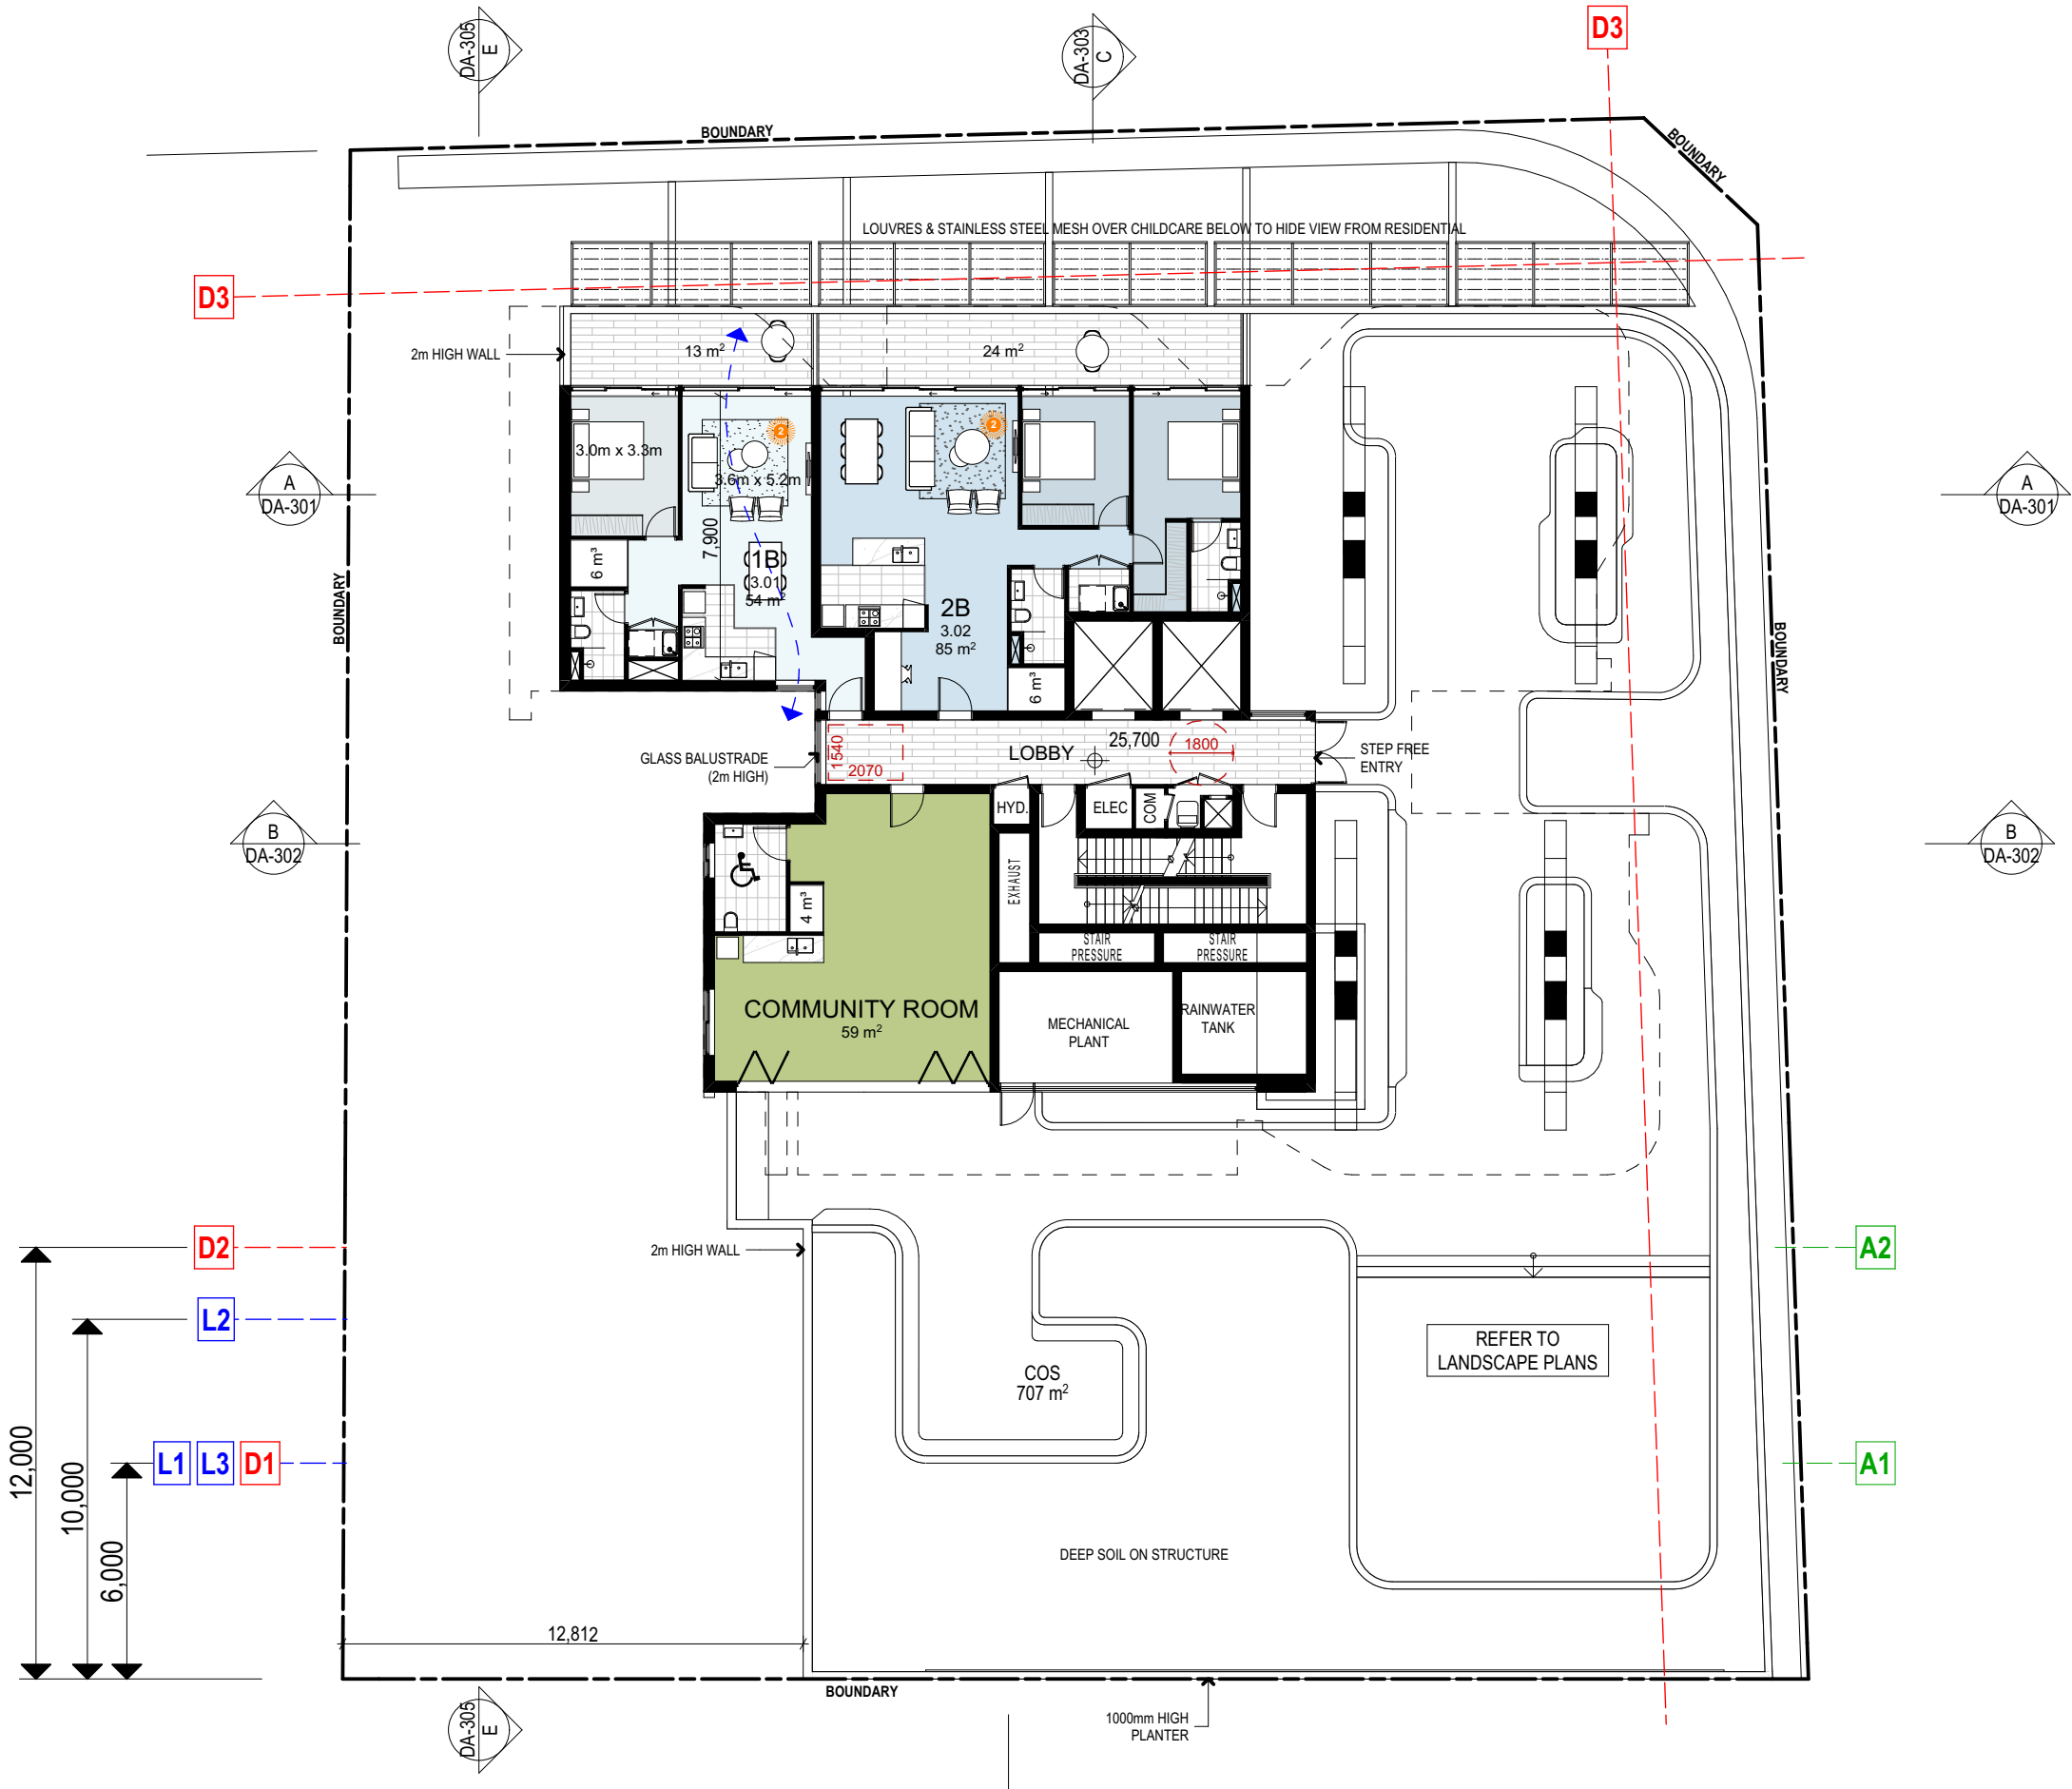 DA-305
E
DA-303
C
D3
BOUNDARY
BOUNDARY
LOUVRES & STAINLESS STEEL MESH OVER CHILDCARE BELOW TO HIDE VIEW FROM RESIDENTIAL
D3
2m HIGH WALL
13 m²
24 m²
2
2
3.0m x 3.3m
3.6m x 5.2m
A
DA-301
A
DA-301
7,900
6 m³
1B
3.01
54 m²
2B
3.02
85 m²
6 m³
BOUNDARY
BOUNDARY
GLASS BALUSTRADE
(2m HIGH)
1540
2070
LOBBY
25,700
1800
STEP FREE
ENTRY
HYD.
ELEC
COM
B
DA-302
B
DA-302
EXHAUST
4 m³
STAIR
PRESSURE
STAIR
PRESSURE
COMMUNITY ROOM
59 m²
MECHANICAL
PLANT
RAINWATER
TANK
D2
2m HIGH WALL
A2
L2
REFER TO
LANDSCAPE PLANS
COS
707 m²
12,000
10,000
6,000
L1
L3
D1
A1
DEEP SOIL ON STRUCTURE
12,812
BOUNDARY
1000mm HIGH
PLANTER
DA-305
E